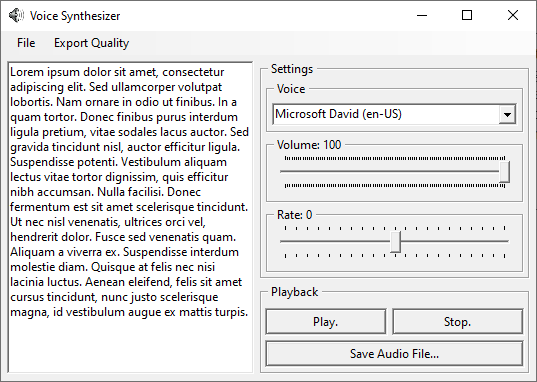 Voice Synthesizer
File Export Quality
Lorem ipsum dolor sit amet, consectetur
adipiscing elit. Sed ullamcorper volutpat
lobortis. Nam ornare in odio ut finibus. In a
quam tortor. Donec finibus purus interdum
ligula pretium, vitae sodales lacus auctor. Sed
gravida tincidunt nisl, auctor efficitur ligula.
Suspendisse potenti. Vestibulum aliquam
lectus vitae tortor dignissim, quis efficitur
nibh accumsan. Nulla facilisi. Donec
fermentum est sit amet scelerisque tincidunt.
Ut nec nisl venenatis, ultrices orci vel,
hendrerit dolor. Fusce sed venenatis quam.
Aliquam a viverra ex. Suspendisse interdum
molestie diam. Quisque at felis nec nisi
lacinia luctus. Aenean eleifend, felis sit amet
cursus tincidunt, nunc justo scelerisque
magna, id vestibulum augue ex mattis turpis.
Settings
Voice
Microsoft David (en-US)
Volume: 100
Rate: 0
Playback
Play. Stop.
Save Audio File...